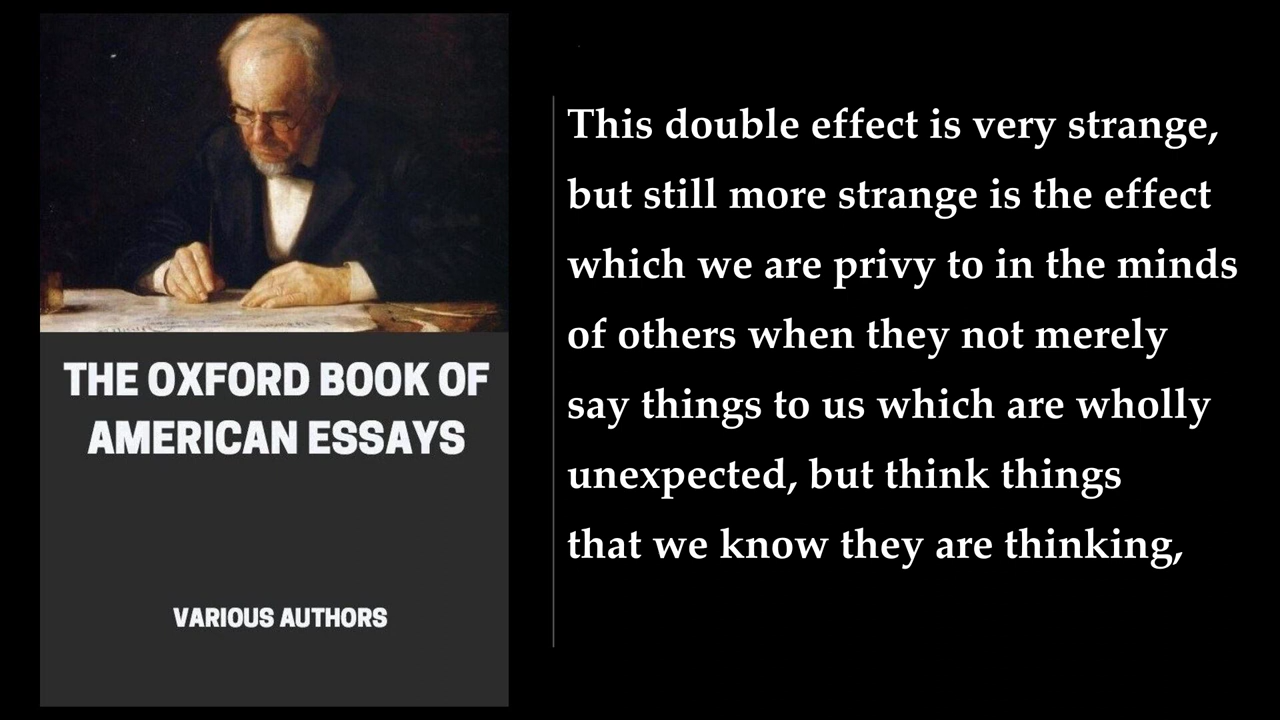 THE OXFORD BOOK OF
AMERICAN ESSAYS
VARIOUS AUTHORS
This double effect is very strange,
but still more strange is the effect
which we are privy to in the minds
of others when they not merely
say things to us which are wholly
unexpected, but think things
that we know they are thinking,